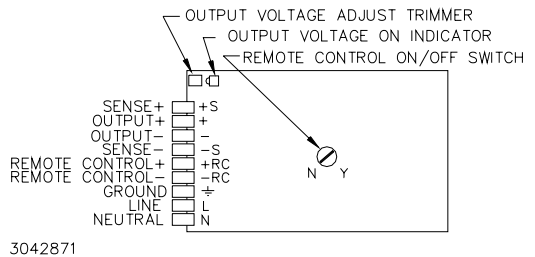 OUTPUT VOLTAGE ADJUST TRIMMER
OUTPUT VOLTAGE ON INDICATOR
REMOTE CONTROL ON/OFF SWITCH
SENSE+ +S
OUTPUT+ +
OUTPUT- -
SENSE- -S
REMOTE CONTROL+ +RC
REMOTE CONTROL- -RC
GROUND ⏚
LINE L
NEUTRAL N
N Y
3042871